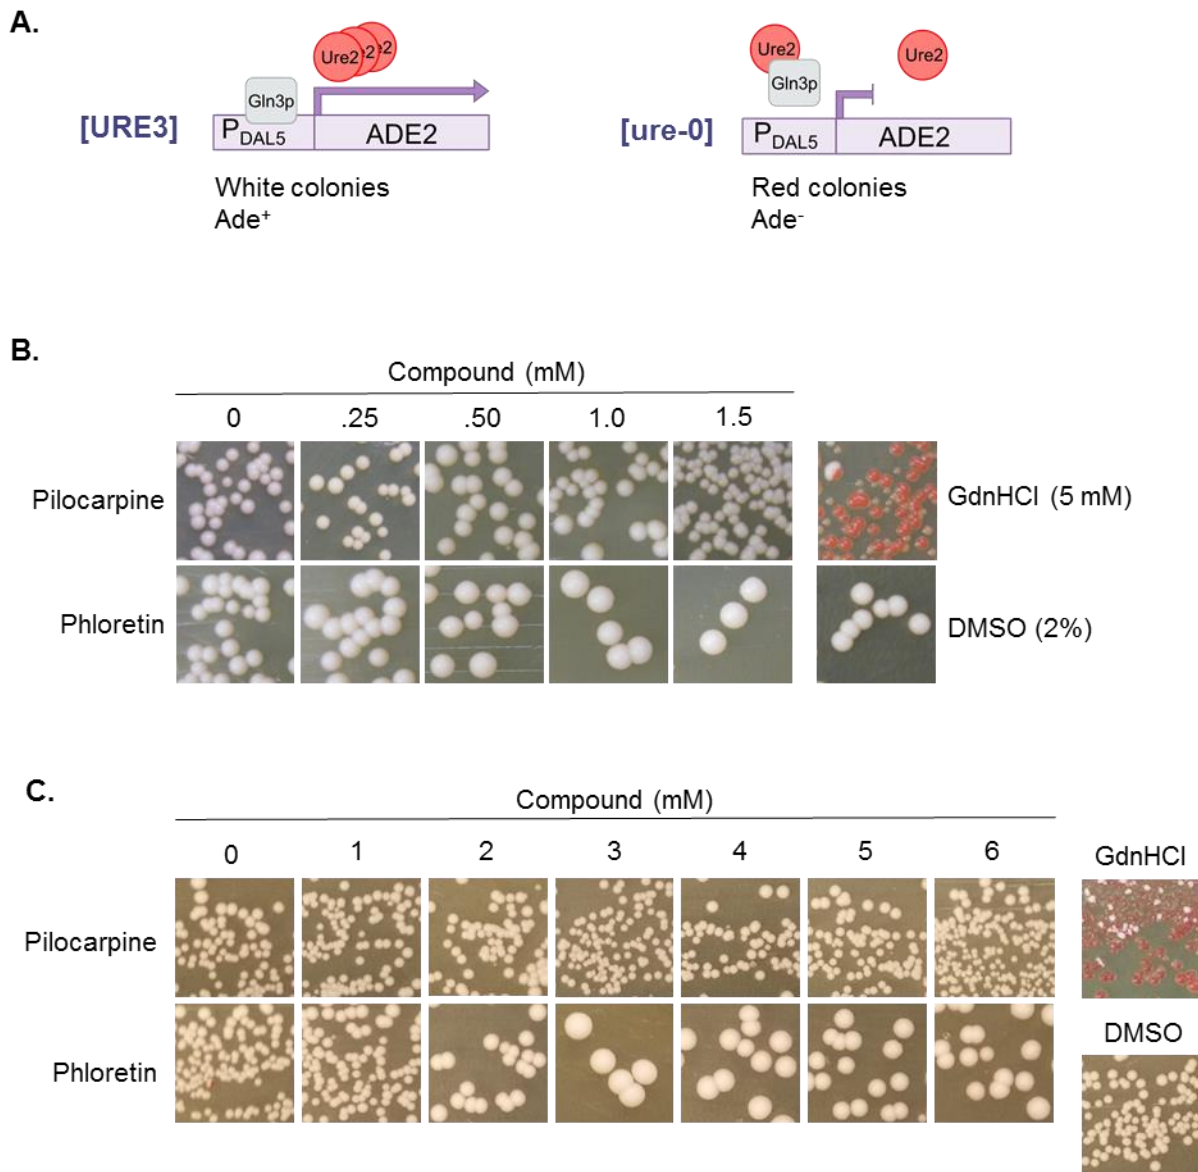 A.
Ure2 e2 e2
Gln3p
[URE3]
PDAL5 ADE2
White colonies
Ade+
Ure2 Ure2
Gln3p
[ure-0]
PDAL5 ADE2
Red colonies
Ade-
B.
Compound (mM)
0 .25 .50 1.0 1.5
Pilocarpine
GdnHCl (5 mM)
Phloretin
DMSO (2%)
C.
Compound (mM)
0 1 2 3 4 5 6
GdnHCl
Pilocarpine
DMSO
Phloretin